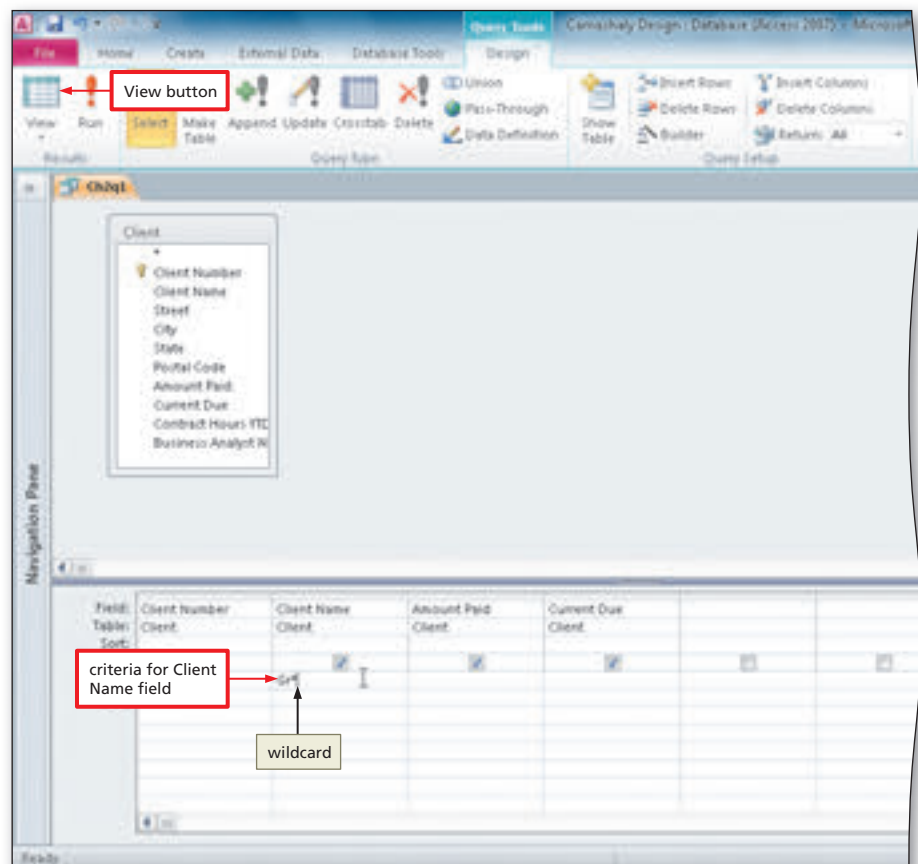 Query Tools
Camashaly Design : Database (Access 2007) - Microsoft
File Home Create External Data Database Tools Design
View button
View Run Select Make Table Append Update Crosstab Delete
Union
Pass-Through
Data Definition
Show Table
Insert Rows
Delete Rows
Builder
Insert Columns
Delete Columns
Return: All
Results Query Type Query Setup
Ch2q1
Client
*
Client Number
Client Name
Street
City
State
Postal Code
Amount Paid
Current Due
Contract Hours YTD
Business Analyst N
Navigation Pane
Field: Client Number Client Name Amount Paid Current Due
Table: Client Client Client Client
Sort:
criteria for Client Name field
Gr*
wildcard
Ready